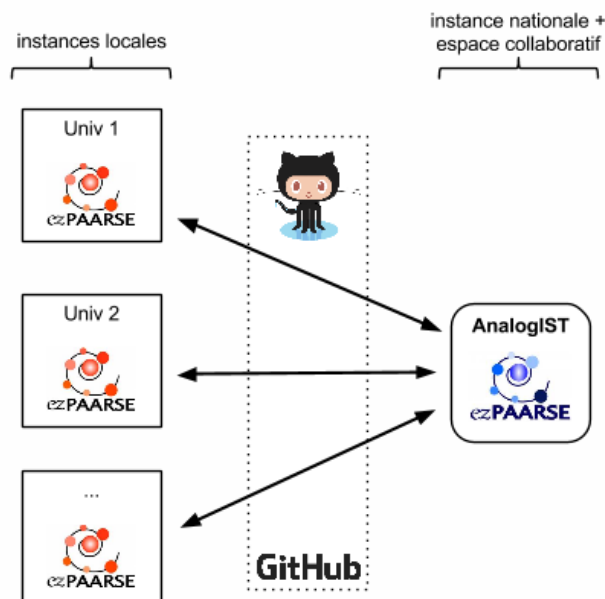 instances locales
instance nationale +
espace collaboratif
Univ 1
ezPAARSE
Univ 2
ezPAARSE
AnalogIST
ezPAARSE
...
ezPAARSE
GitHub